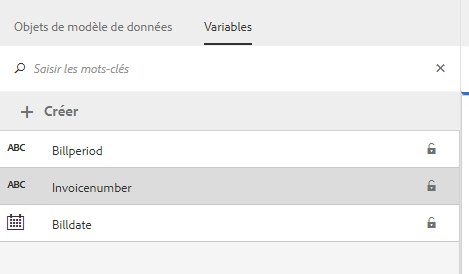 Objets de modèle de données Variables
Saisir les mots-clés
Créer
ABC Billperiod
ABC Invoicenumber
Billdate